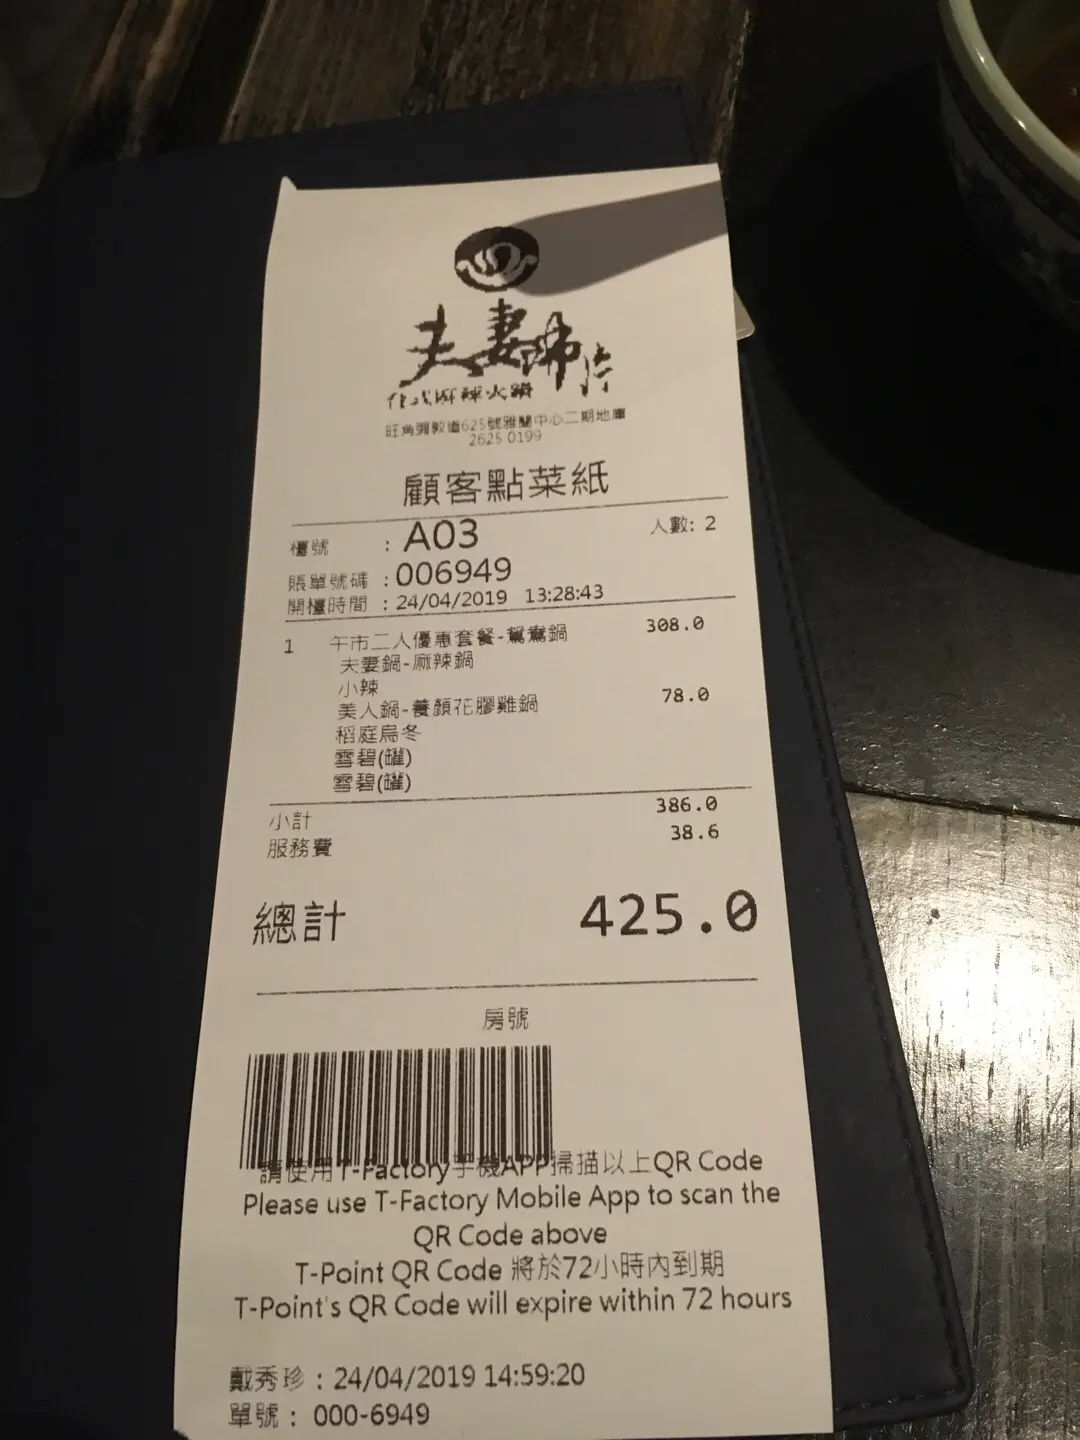 夫妻沸片
住式麻辣火鍋
旺角彌敦道625號雅蘭中心二期地庫
2625 0199
顧客點菜紙
檯號 : A03 人數: 2
賬單號碼 : 006949
開檯時間 : 24/04/2019 13:28:43
1 午市二人優惠套餐-鴛鴦鍋 308.0
夫妻鍋-麻辣鍋
小辣
美人鍋-養顏花膠雞鍋 78.0
稻庭烏冬
雪碧(罐)
雪碧(罐)
小計 386.0
服務費 38.6
總計 425.0
房號
請使用T-Factory手機APP掃描以上QR Code
Please use T-Factory Mobile App to scan the
QR Code above
T-Point QR Code 將於72小時內到期
T-Point's QR Code will expire within 72 hours
戴秀珍 : 24/04/2019 14:59:20
單號 : 000-6949